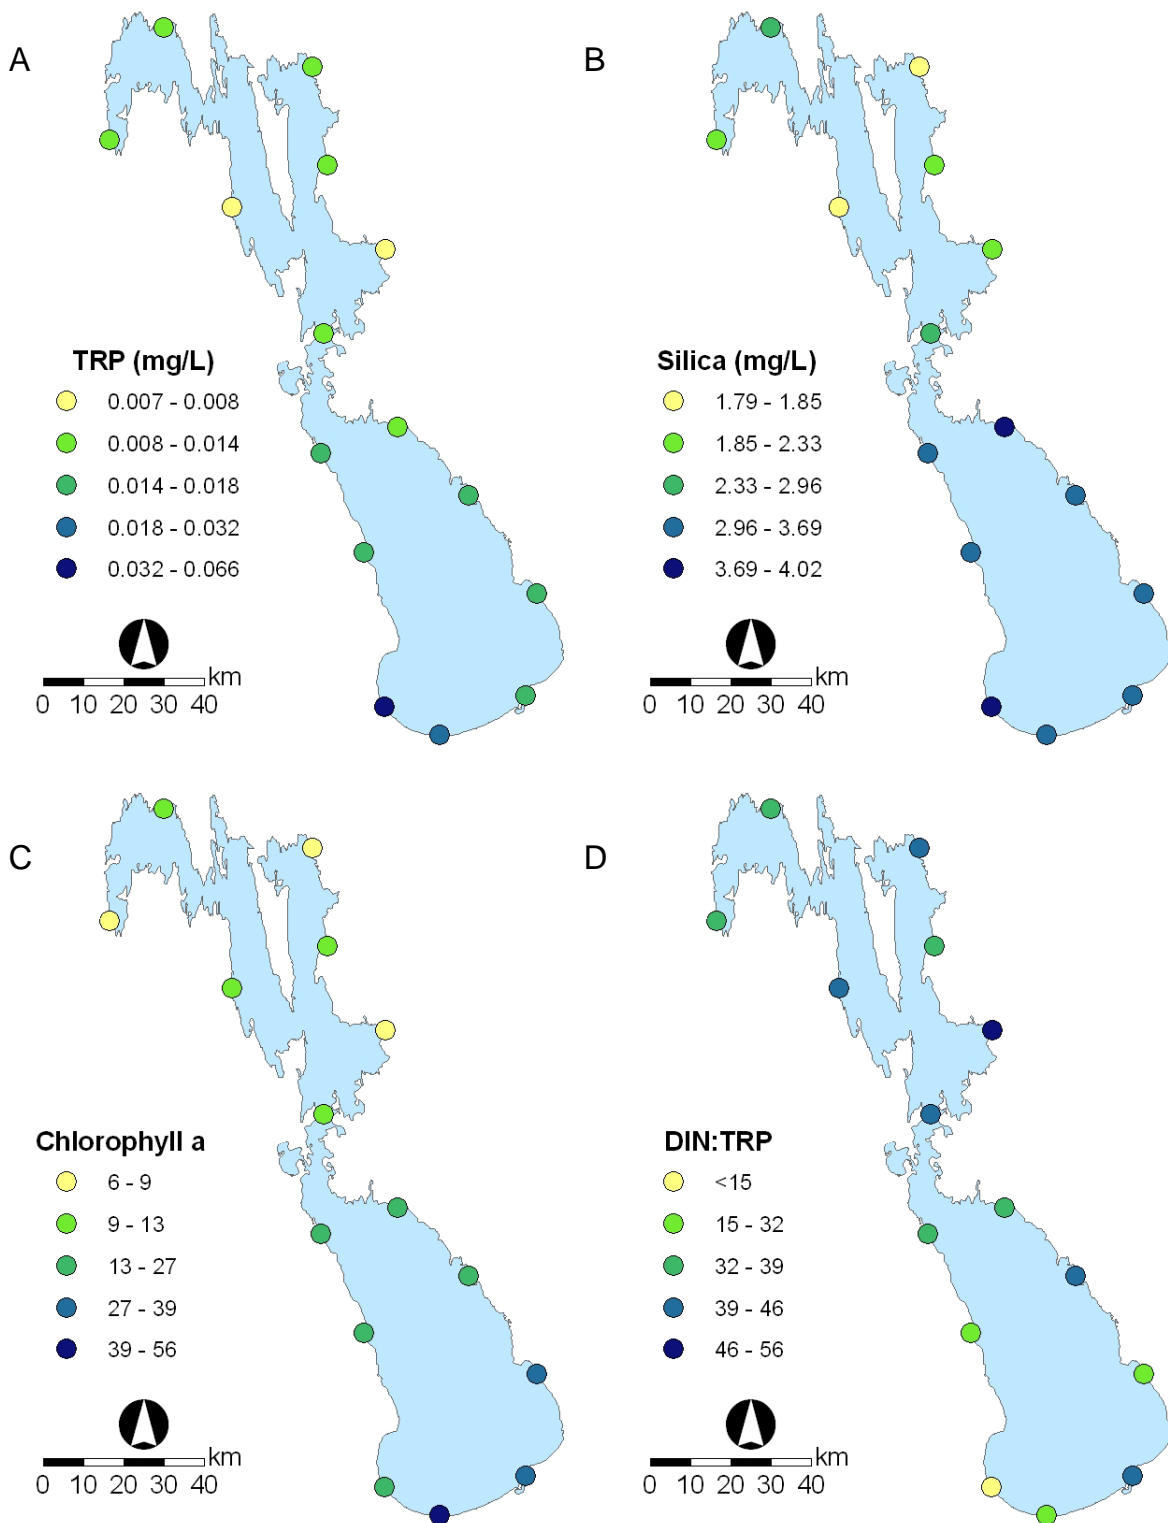 A
TRP (mg/L)
0.007 - 0.008
0.008 - 0.014
0.014 - 0.018
0.018 - 0.032
0.032 - 0.066
km
0 10 20 30 40
B
Silica (mg/L)
1.79 - 1.85
1.85 - 2.33
2.33 - 2.96
2.96 - 3.69
3.69 - 4.02
km
0 10 20 30 40
C
Chlorophyll a
6 - 9
9 - 13
13 - 27
27 - 39
39 - 56
km
0 10 20 30 40
D
DIN:TRP
<15
15 - 32
32 - 39
39 - 46
46 - 56
km
0 10 20 30 40